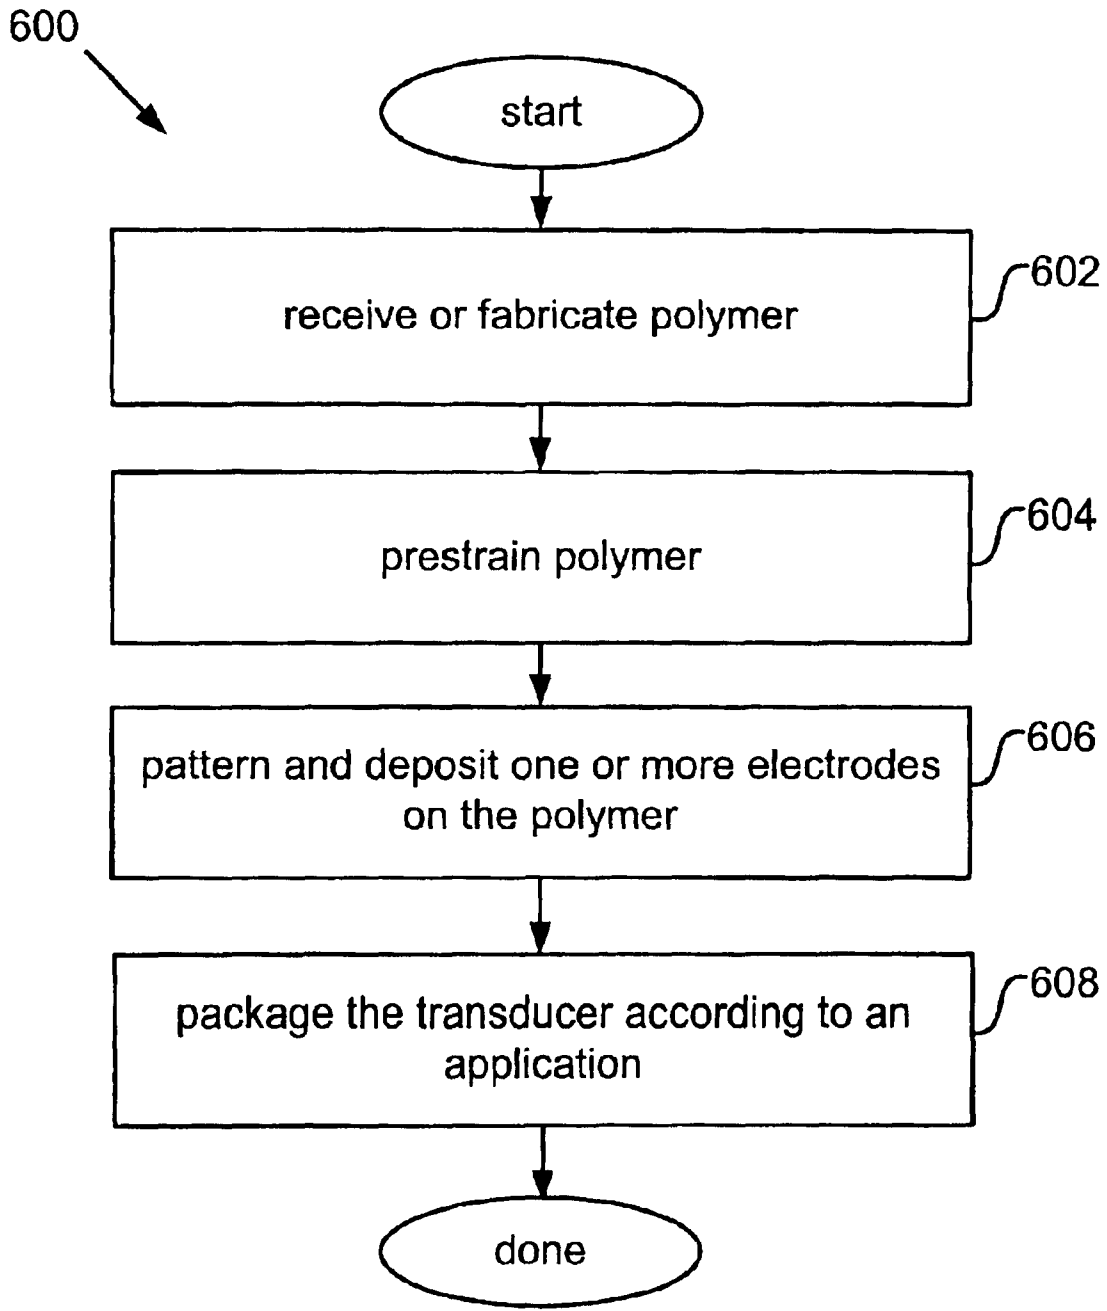 600
start
602
receive or fabricate polymer
604
prestrain polymer
606
pattern and deposit one or more electrodes
on the polymer
608
package the transducer according to an
application
done